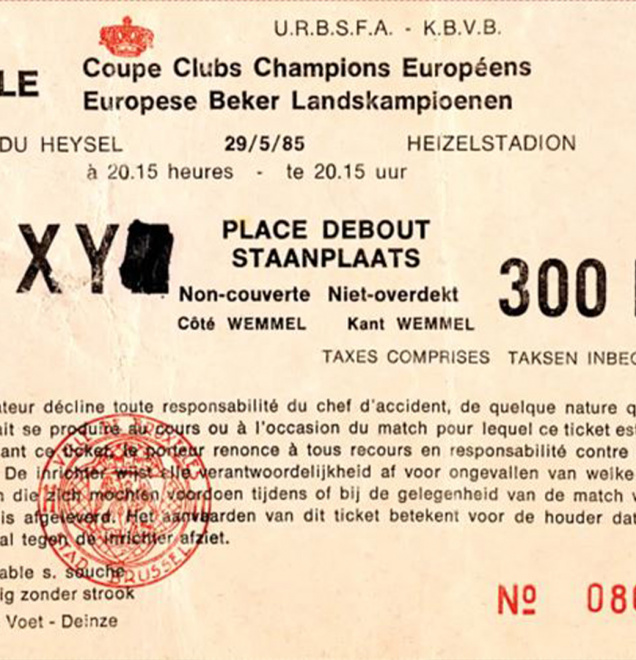 U.R.B.S.F.A. - K.B.V.B.
LE
Coupe Clubs Champions Européens
Europese Beker Landskampioenen
DU HEYSEL 29/5/85 HEIZELSTADION
à 20.15 heures - te 20.15 uur
X Y
PLACE DEBOUT
STAANPLAATS
300
Non-couverte Niet-overdekt
Côté WEMMEL Kant WEMMEL
TAXES COMPRISES TAKSEN INBEG
ateur décline toute responsabilité du chef d'accident, de quelque nature q
ait se produire au cours ou à l'occasion du match pour lequel ce ticket est
ant ce ticket, le porteur renonce à tous recours en responsabilité contre
De inrichter wijst elle verantwoordelijkheid af voor ongevallen van welke
n die zich mochten voordoen tijdens of bij de gelegenheid van de match v
is afgeleverd. Het aanvaarden van dit ticket betekent voor de houder dat
al tegen de inrichter afziet.
able s. souche
ig zonder strook
Voet - Deinze
BRUSSEL
Nº 080